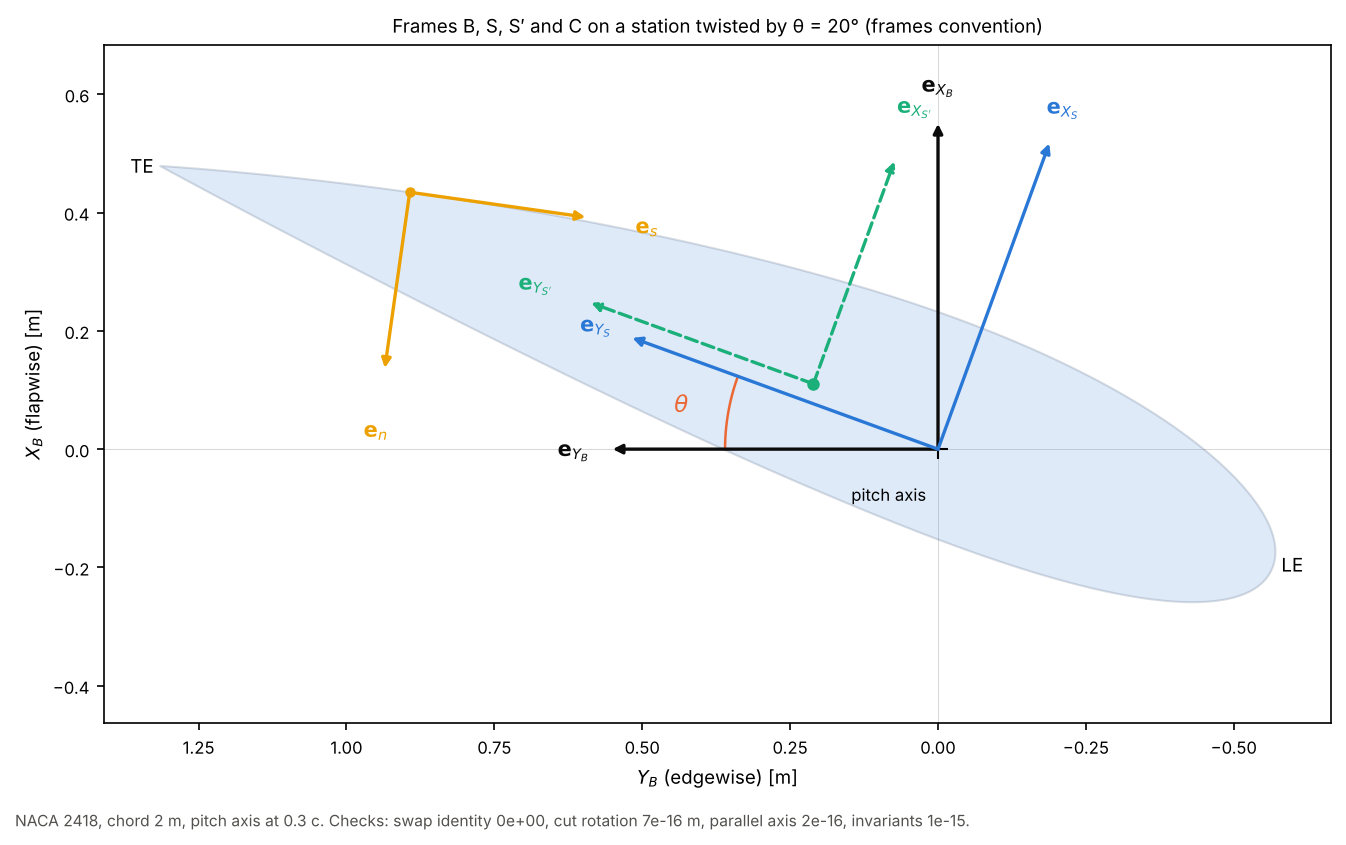 Frames B, S, S′ and C on a station twisted by θ = 20° (frames convention)
e_{X_B}
e_{X_{S′}}
e_{X_S}
TE
e_s
e_{Y_{S′}}
e_{Y_S}
θ
e_n
e_{Y_B}
pitch axis
LE
0.6
0.4
0.2
0.0
−0.2
−0.4
X_B (flapwise) [m]
1.25
1.00
0.75
0.50
0.25
0.00
−0.25
−0.50
Y_B (edgewise) [m]
NACA 2418, chord 2 m, pitch axis at 0.3 c. Checks: swap identity 0e+00, cut rotation 7e-16 m, parallel axis 2e-16, invariants 1e-15.